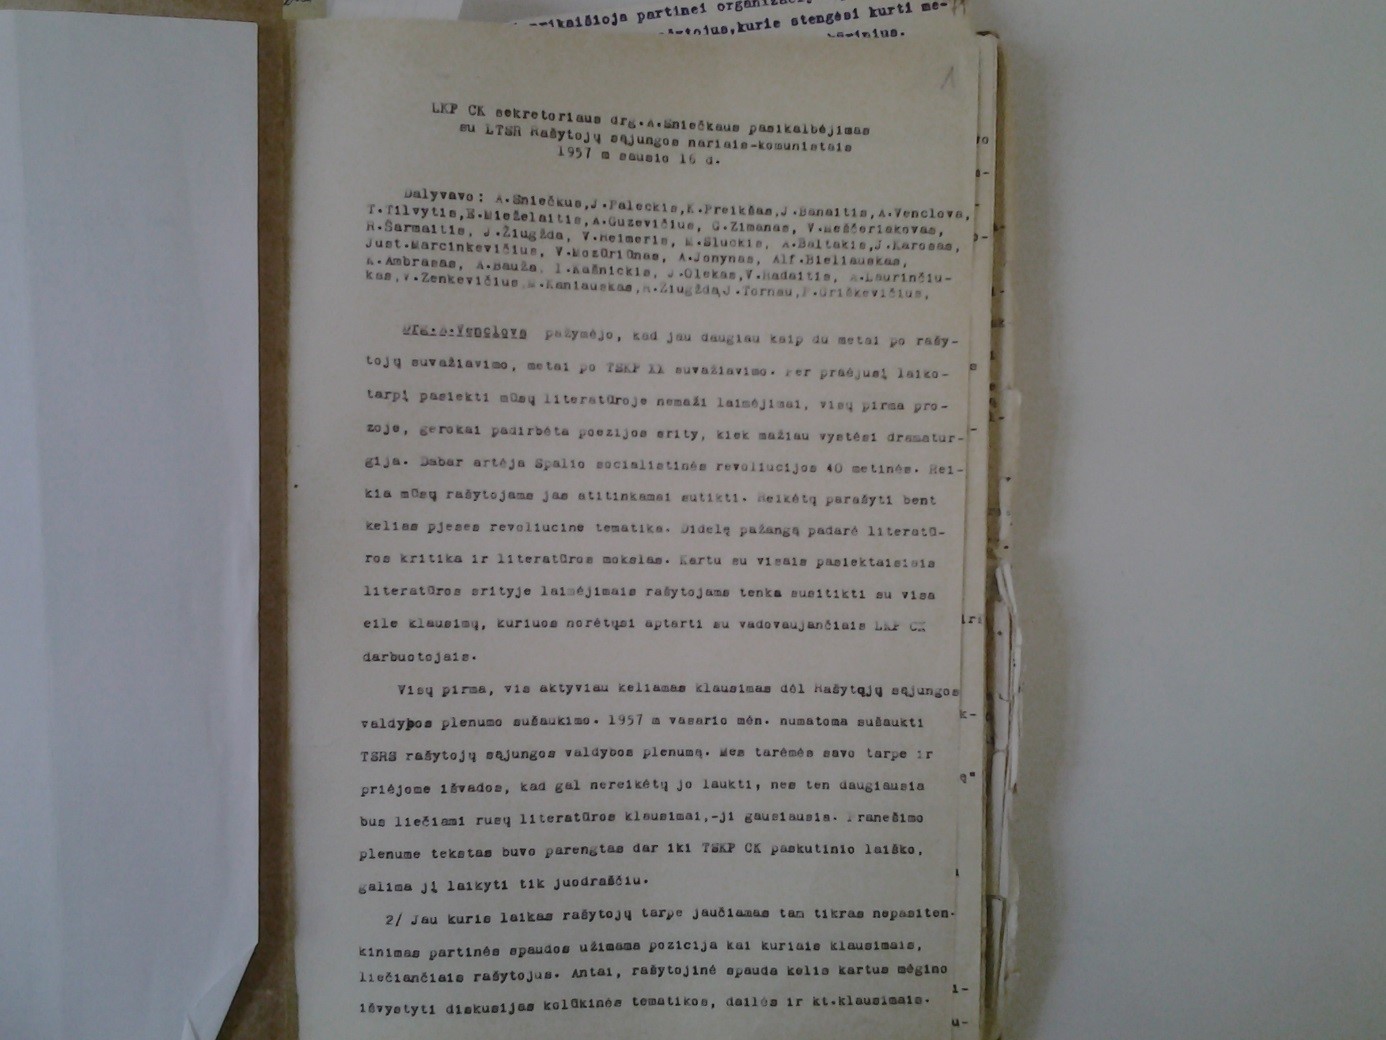 prikaišioja partinei organizacij
kurie stengėsi kurti me-
1
LKP CK sekretoriaus drg.A.Sniečkaus pasikalbėjimas
su LTSR Rašytojų sąjungos nariais-komunistais
1957 m sausio 16 d.
Dalyvavo: A.Sniečkus,J.Paleckis,K.Preikšas,J.Banaitis,A.Venclova,
T.Tilvytis,E.Mieželaitis,A.Guzevičius, G.Zimanas, V.Meščeriakovas,
R.Šarmaitis, J.Žiugžda, V.Reimeris, M.Sluckis, A.Baltakis,J.Karosas,
Just.Marcinkevičius, V.Mozūriūnas, A.Jonynas, Alf.Bieliauskas,
K.Ambrasas, A.Bauža, I.Kašnickis, J.Olekas,V.Radaitis, A.Laurinčiu-
kas,V.Zenkevičius,M.Kaniauskas,R.Žiugžda,J.Tornau,P.Griškevičius,
Drg.A.Venclova pažymėjo, kad jau daugiau kaip du metai po rašy-
tojų suvažiavimo, metai po TSKP XX suvažiavimo. Per praėjusį laiko-
tarpį pasiekti mūsų literatūroje nemaži laimėjimai, visų pirma pro-
zoje, gerokai padirbėta poezijos srity, kiek mažiau vystėsi dramatur-
gija. Dabar artėja Spalio socialistinės revoliucijos 40 metinės. Rei-
kia mūsų rašytojams jas atitinkamai sutikti. Reikėtų parašyti bent
kelias pjeses revoliucine tematika. Didelę pažangą padarė literatū-
ros kritika ir literatūros mokslas. Kartu su visais pasiektaisiais
literatūros srityje laimėjimais rašytojams tenka susitikti su visa
eile klausimų, kuriuos norėtųsi aptarti su vadovaujančiais LKP CK
darbuotojais.
Visų pirma, vis aktyviau keliamas klausimas dėl Rašytojų sąjungos
valdybos plenumo sušaukimo. 1957 m vasario mėn. numatoma sušaukti
TSRS rašytojų sąjungos valdybos plenumą. Mes tarėmės savo tarpe ir
priėjome išvados, kad gal nereikėtų jo laukti, nes ten daugiausia
bus liečiami rusų literatūros klausimai,-ji gausiausia. Pranešimo
plenume tekstas buvo parengtas dar iki TSKP CK paskutinio laiško,
galima jį laikyti tik juodraščiu.
2/ Jau kuris laikas rašytojų tarpe jaučiamas tam tikras nepasiten-
kinimas partinės spaudos užimama pozicija kai kuriais klausimais,
liečiančiais rašytojus. Antai, rašytojinė spauda kelis kartus mėgino
išvystyti diskusijas kolūkinės tematikos, dailės ir kt.klausimais.